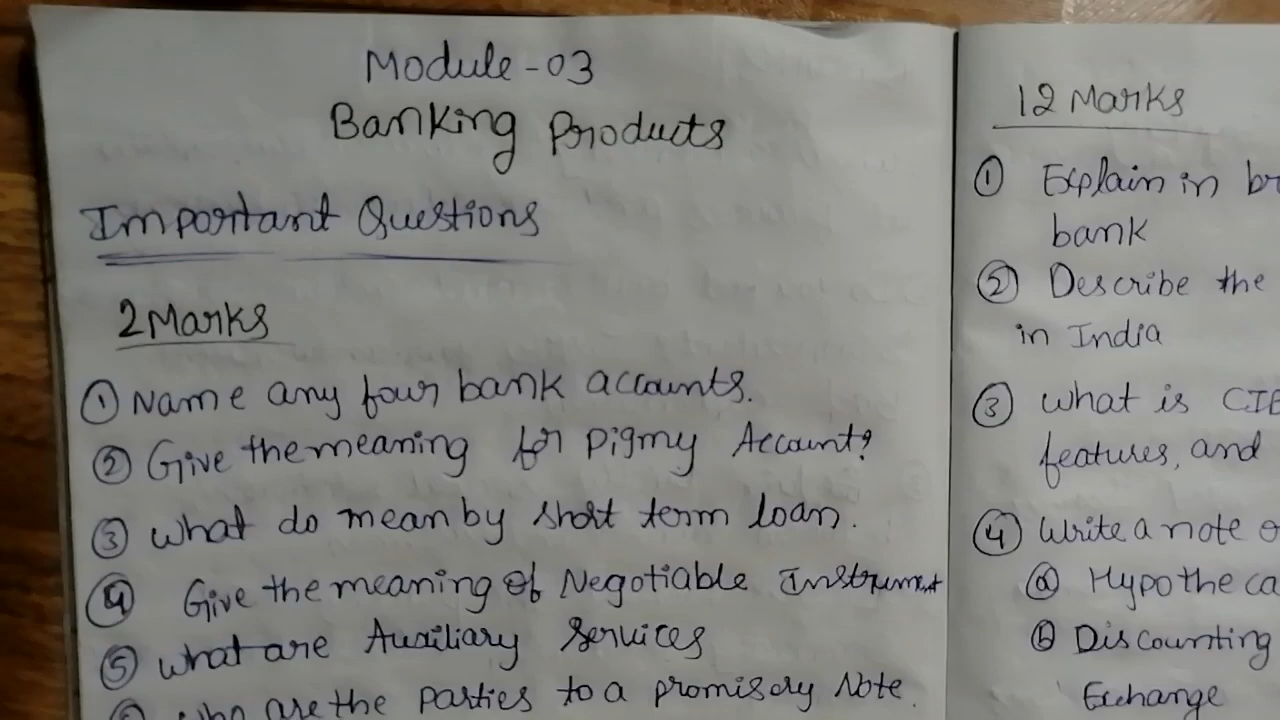 Module-03
Banking Products
Important Questions
2 Marks
① Name any four bank accounts.
② Give the meaning for Pigmy Account?
③ What do mean by short term loan.
④ Give the meaning of Negotiable Instrument
⑤ What are Auxiliary Services
who are the parties to a promisory Note.
12 Marks
① Explain in
bank
② Describe the
in India
③ What is
features, and
④ Write a note
ⓐ
ⓑ Discounting
Exchange